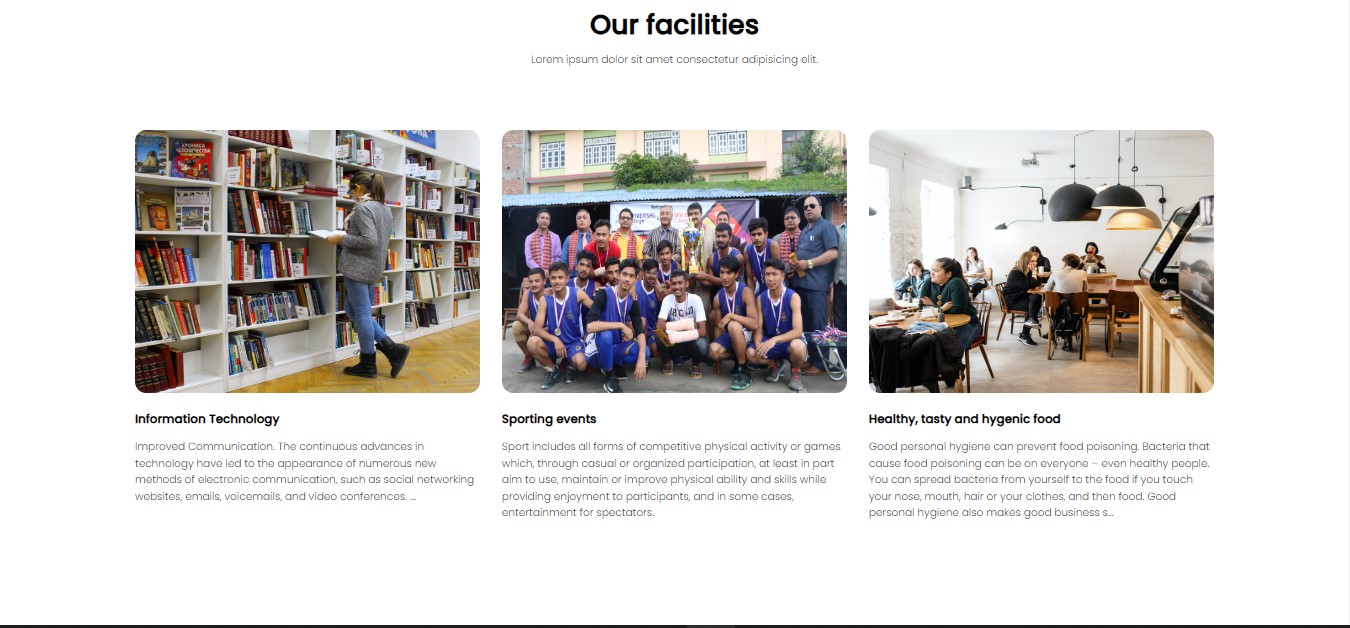 Our facilities
Lorem ipsum dolor sit amet consectetur adipisicing elit.
ХРОНИКА
ЧЕЛОВЕЧЕСТВА
Information Technology
Improved Communication. The continuous advances in
technology have led to the appearance of numerous new
methods of electronic communication, such as social networking
websites, emails, voicemails, and video conferences. ...
Sporting events
Sport includes all forms of competitive physical activity or games
which, through casual or organized participation, at least in part
aim to use, maintain or improve physical ability and skills while
providing enjoyment to participants, and in some cases,
entertainment for spectators.
Healthy, tasty and hygenic food
Good personal hygiene can prevent food poisoning. Bacteria that
cause food poisoning can be on everyone – even healthy people.
You can spread bacteria from yourself to the food if you touch
your nose, mouth, hair or your clothes, and then food. Good
personal hygiene also makes good business s...